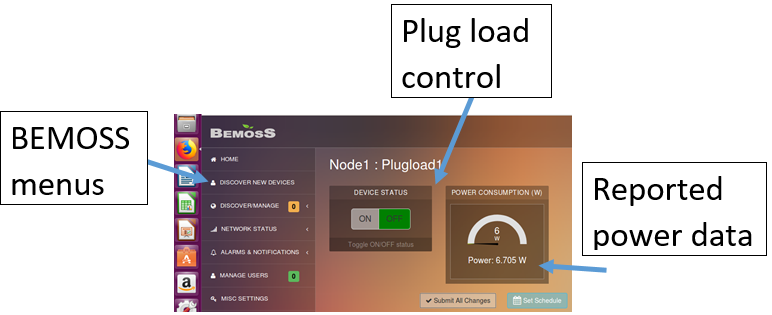 Plug load
control
BEMOSS
menus
Reported
power data
BEMOSS
HOME
DISCOVER NEW DEVICES
DISCOVER/MANAGE 0
NETWORK STATUS
ALARMS & NOTIFICATIONS
MANAGE USERS 0
MISC SETTINGS
Node1 : Plugload1
DEVICE STATUS
ON OFF
Toggle ON/OFF status
POWER CONSUMPTION (W)
6
W
Power: 6.705 W
Submit All Changes
Set Schedule